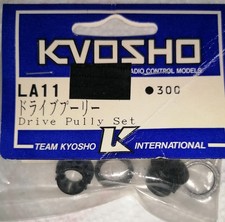 KYOSHO
RADIO CONTROL MODELS
LA11 ●300
ドライブプーリー
Drive Pully Set
K
TEAM KYOSHO INTERNATIONAL